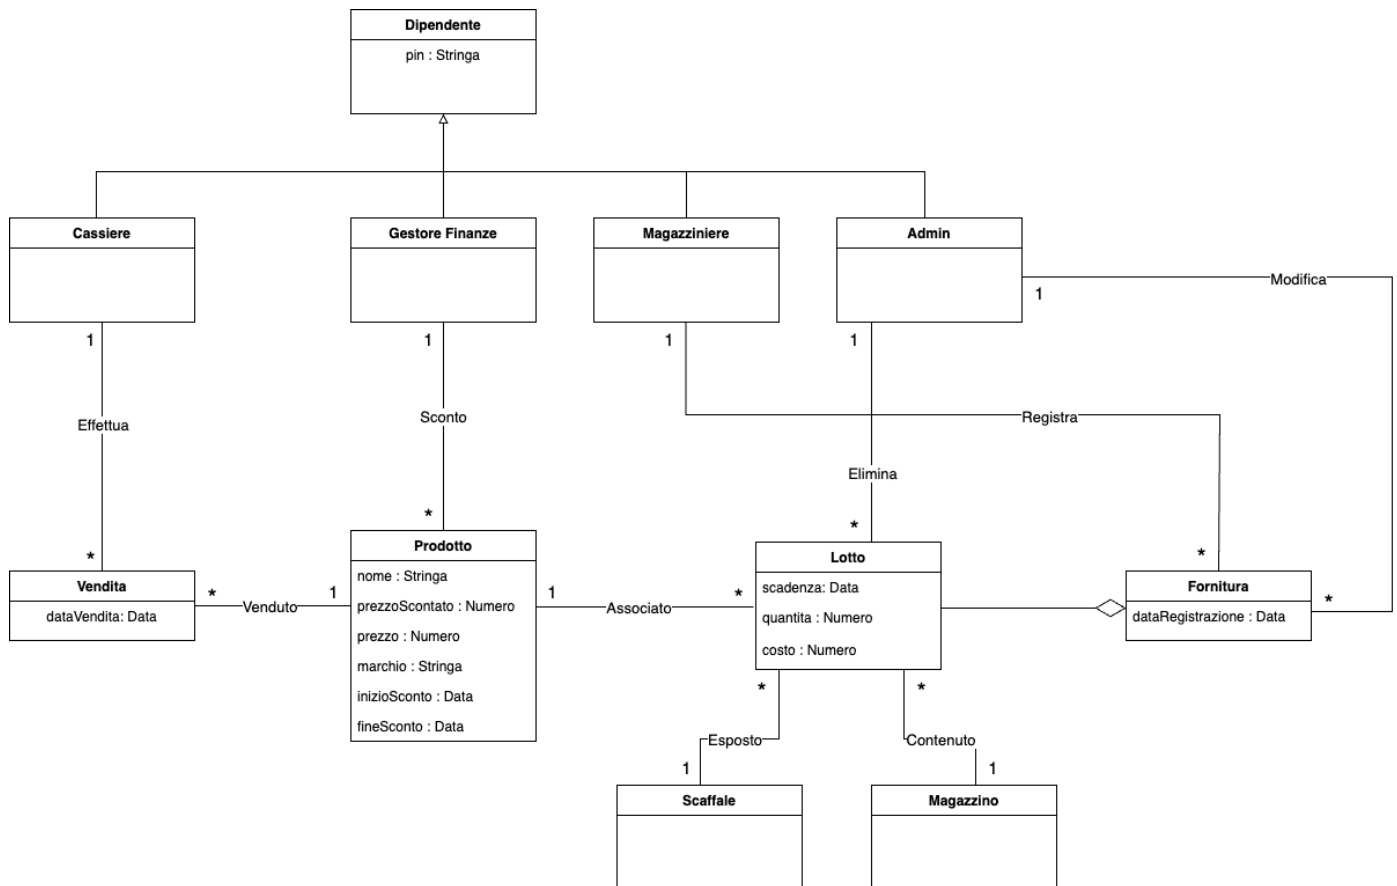 Dipendente
pin : Stringa
Cassiere
Gestore Finanze
Magazziniere
Admin
Modifica
1
1
1
1
1
Effettua
Sconto
Registra
Elimina
*
*
*
*
*
Vendita
dataVendita: Data
*
Venduto
1
Prodotto
nome : Stringa
prezzoScontato : Numero
prezzo : Numero
marchio : Stringa
inizioSconto : Data
fineSconto : Data
1
Associato
*
Lotto
scadenza: Data
quantita : Numero
costo : Numero
Fornitura
dataRegistrazione : Data
*
*
Esposto
Contenuto
1
1
Scaffale
Magazzino